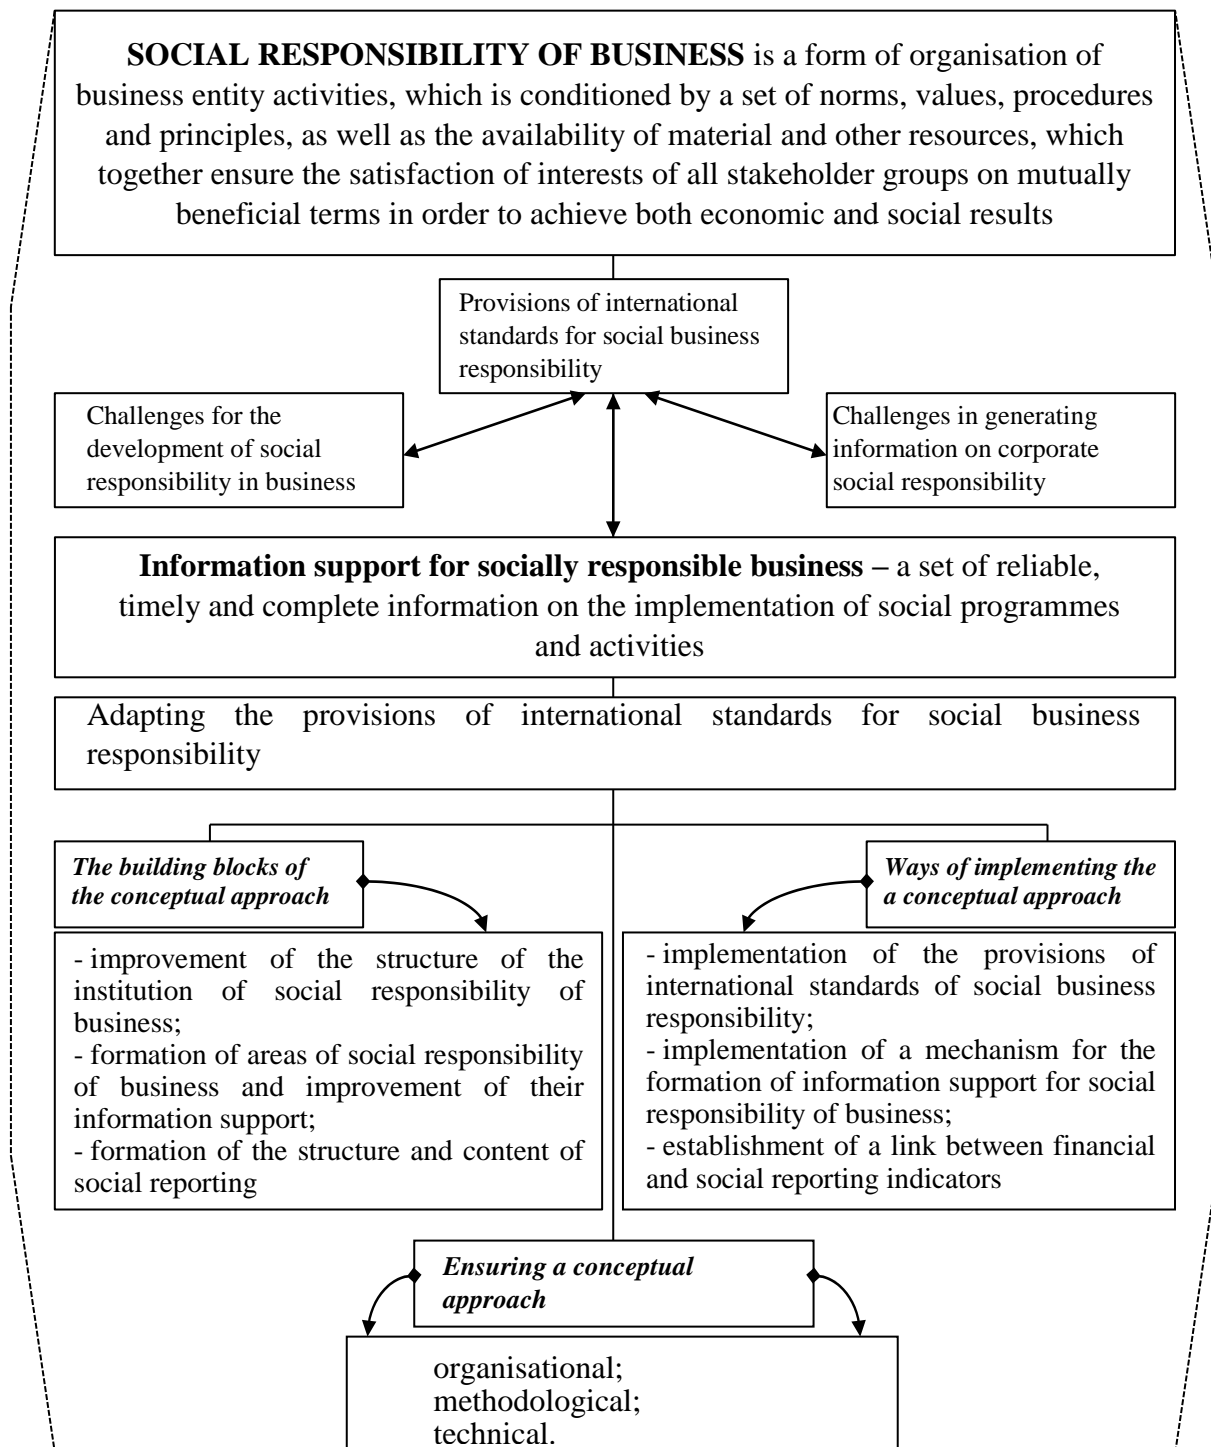 SOCIAL RESPONSIBILITY OF BUSINESS is a form of organisation of
business entity activities, which is conditioned by a set of norms, values, procedures
and principles, as well as the availability of material and other resources, which
together ensure the satisfaction of interests of all stakeholder groups on mutually
beneficial terms in order to achieve both economic and social results
Provisions of international
standards for social business
responsibility
Challenges for the
development of social
responsibility in business
Challenges in generating
information on corporate
social responsibility
Information support for socially responsible business – a set of reliable,
timely and complete information on the implementation of social programmes
and activities
Adapting the provisions of international standards for social business
responsibility
The building blocks of
the conceptual approach
Ways of implementing the
a conceptual approach
- improvement of the structure of the
institution of social responsibility of
business;
- formation of areas of social responsibility
of business and improvement of their
information support;
- formation of the structure and content of
social reporting
- implementation of the provisions of
international standards of social business
responsibility;
- implementation of a mechanism for the
formation of information support for social
responsibility of business;
- establishment of a link between financial
and social reporting indicators
Ensuring a conceptual
approach
organisational;
methodological;
technical.